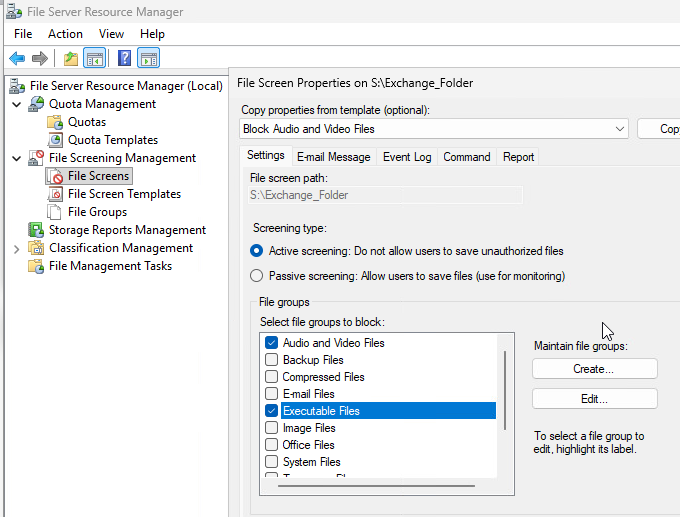 File Server Resource Manager
File Action View Help
File Server Resource Manager (Local)
Quota Management
Quotas
Quota Templates
File Screening Management
File Screens
File Screen Templates
File Groups
Storage Reports Management
Classification Management
File Management Tasks
File Screen Properties on S:\Exchange_Folder
Copy properties from template (optional):
Block Audio and Video Files
Settings E-mail Message Event Log Command Report
File screen path:
S:\Exchange_Folder
Screening type:
Active screening: Do not allow users to save unauthorized files
Passive screening: Allow users to save files (use for monitoring)
File groups
Select file groups to block:
Audio and Video Files
Backup Files
Compressed Files
E-mail Files
Executable Files
Image Files
Office Files
System Files
Maintain file groups:
Create...
Edit...
To select a file group to
edit, highlight its label.